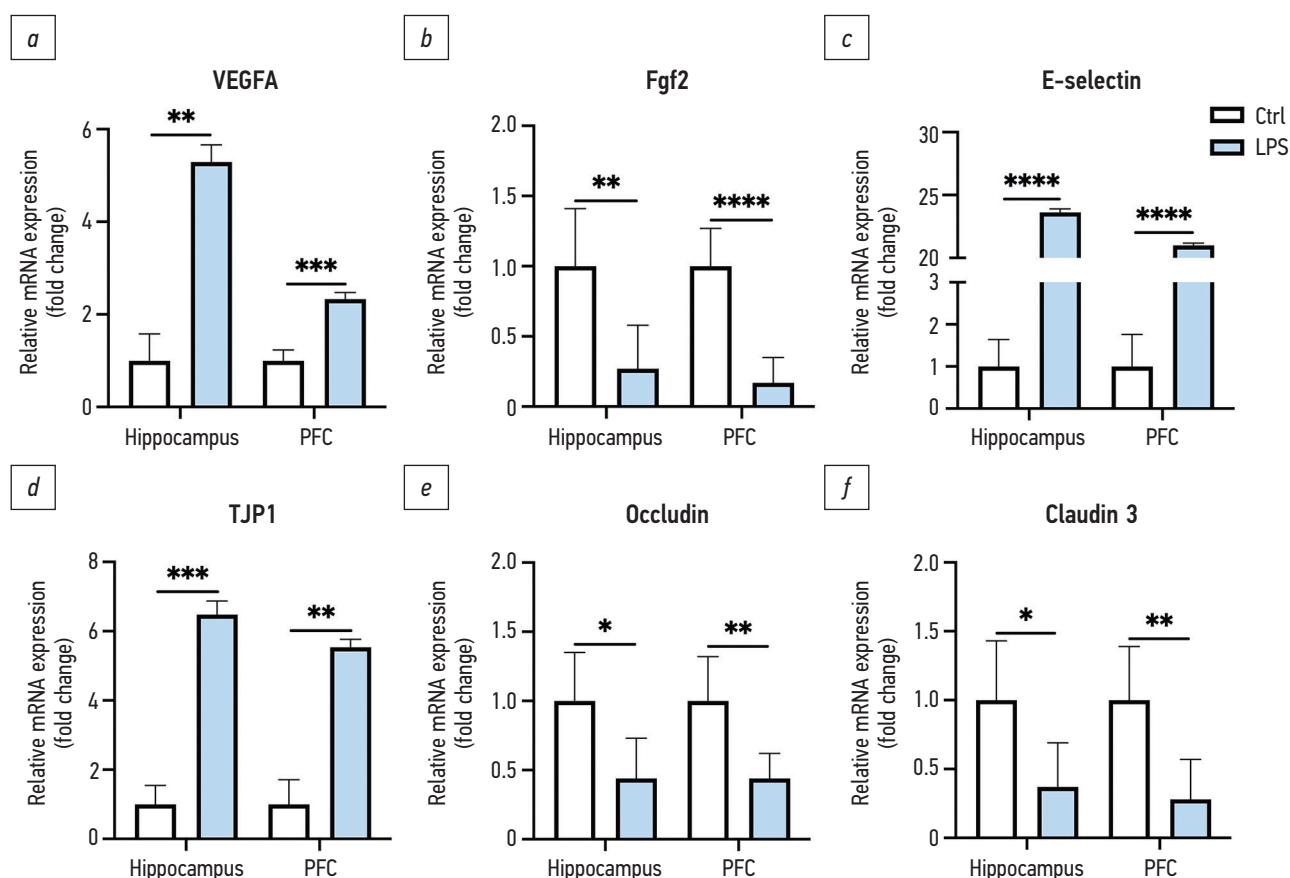 a
VEGFA
Relative mRNA expression
(fold change)
6
4
2
0
**
***
Hippocampus
PFC
b
Fgf2
Relative mRNA expression
(fold change)
2.0
1.5
1.0
0.5
0
**
****
Hippocampus
PFC
c
E-selectin
Relative mRNA expression
(fold change)
30
25
20
3
2
1
0
****
****
Hippocampus
PFC
Ctrl
LPS
d
TJP1
Relative mRNA expression
(fold change)
8
6
4
2
0
***
**
Hippocampus
PFC
e
Occludin
Relative mRNA expression
(fold change)
2.0
1.5
1.0
0.5
0
*
**
Hippocampus
PFC
f
Claudin 3
Relative mRNA expression
(fold change)
2.0
1.5
1.0
0.5
0
*
**
Hippocampus
PFC